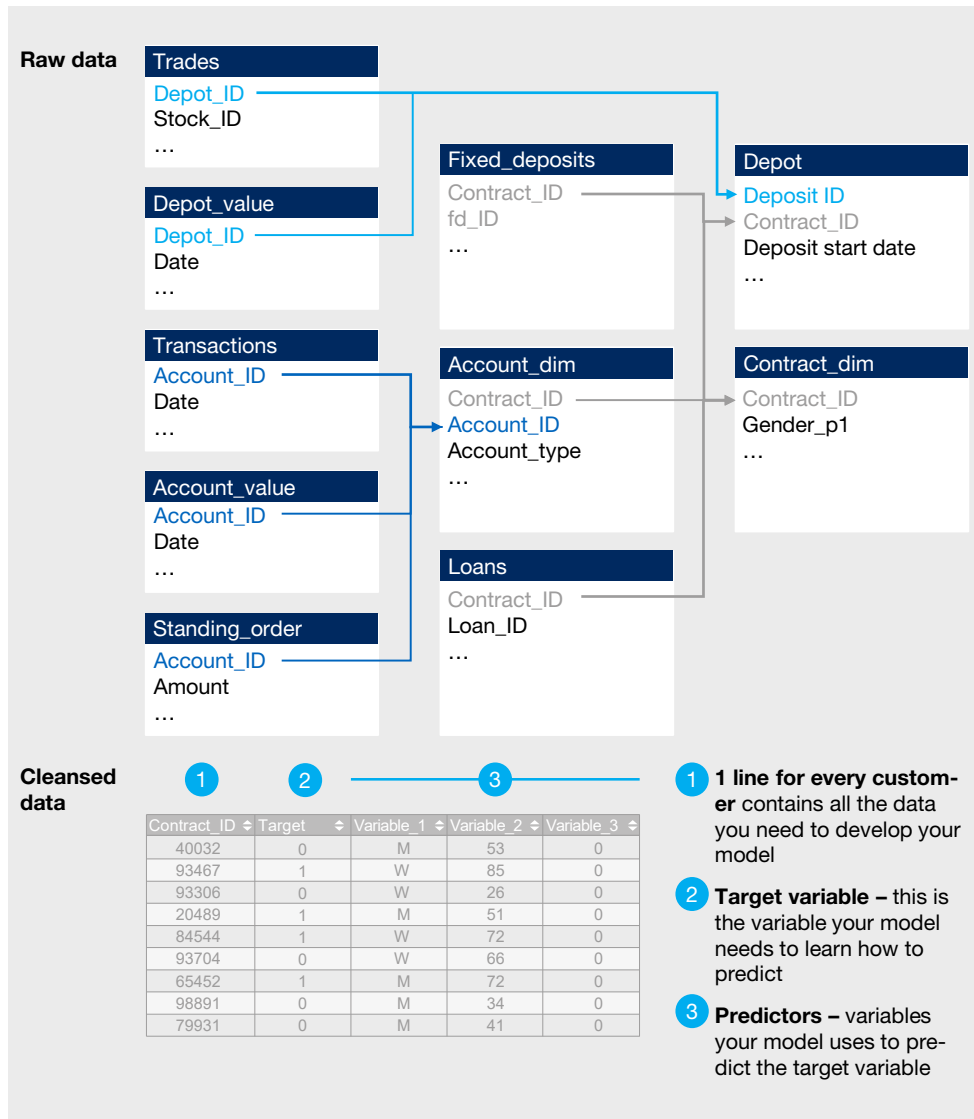 Raw data
Trades
Depot_ID
Stock_ID
…
Depot_value
Depot_ID
Date
…
Transactions
Account_ID
Date
…
Account_value
Account_ID
Date
…
Standing_order
Account_ID
Amount
…
Fixed_deposits
Contract_ID
fd_ID
…
Account_dim
Contract_ID
Account_ID
Account_type
…
Loans
Contract_ID
Loan_ID
…
Depot
Deposit ID
Contract_ID
Deposit start date
…
Contract_dim
Contract_ID
Gender_p1
…
Cleansed
data
1 2 3
Contract_ID Target Variable_1 Variable_2 Variable_3
40032 0 M 53 0
93467 1 W 85 0
93306 0 W 26 0
20489 1 M 51 0
84544 1 W 72 0
93704 0 W 66 0
65452 1 M 72 0
98891 0 M 34 0
79931 0 M 41 0
1 1 line for every custom-
er contains all the data
you need to develop your
model
2 Target variable – this is
the variable your model
needs to learn how to
predict
3 Predictors – variables
your model uses to pre-
dict the target variable